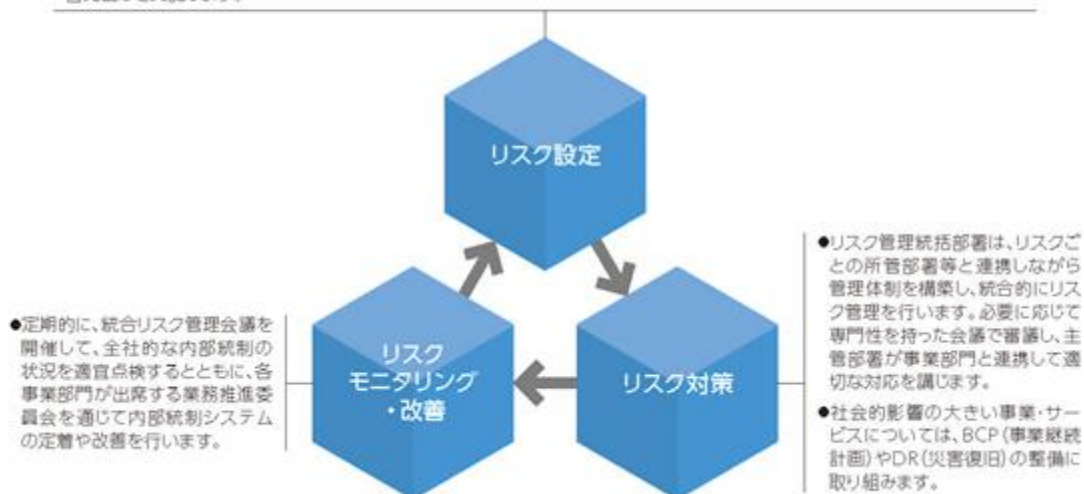 リスク設定
●リスク管理統括部署は、リスクご
との所管部署等と連携しながら
管理体制を構築し、統合的にリス
ク管理を行います。必要に応じて
専門性を持った会議で審議し、主
管部署が事業部門と連携して適
切な対応を講じます。
●社会的影響の大きい事業・サー
ビスについては、BCP(事業継続
計画)やDR(災害復旧)の整備に
取り組みます。
リスク対策
リスク
モニタリング
・改善
●定期的に、統合リスク管理会議を
開催して、全社的な内部統制の
状況を適宜点検するとともに、各
事業部門が出席する業務推進委
員会を通じて内部統制システム
の定着や改善を行います。